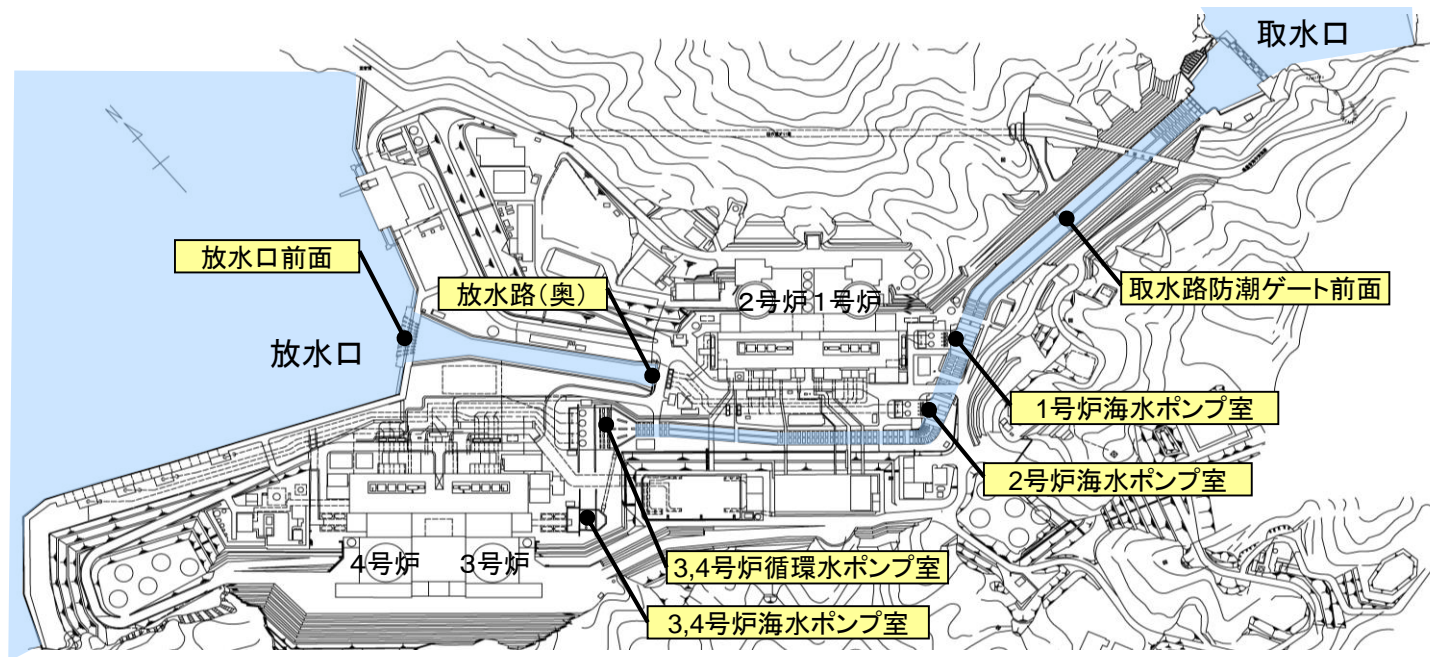 取水口
N
放水口前面
放水路(奥)
2号炉
1号炉
取水路防潮ゲート前面
放水口
1号炉海水ポンプ室
2号炉海水ポンプ室
4号炉
3号炉
3,4号炉循環水ポンプ室
3,4号炉海水ポンプ室